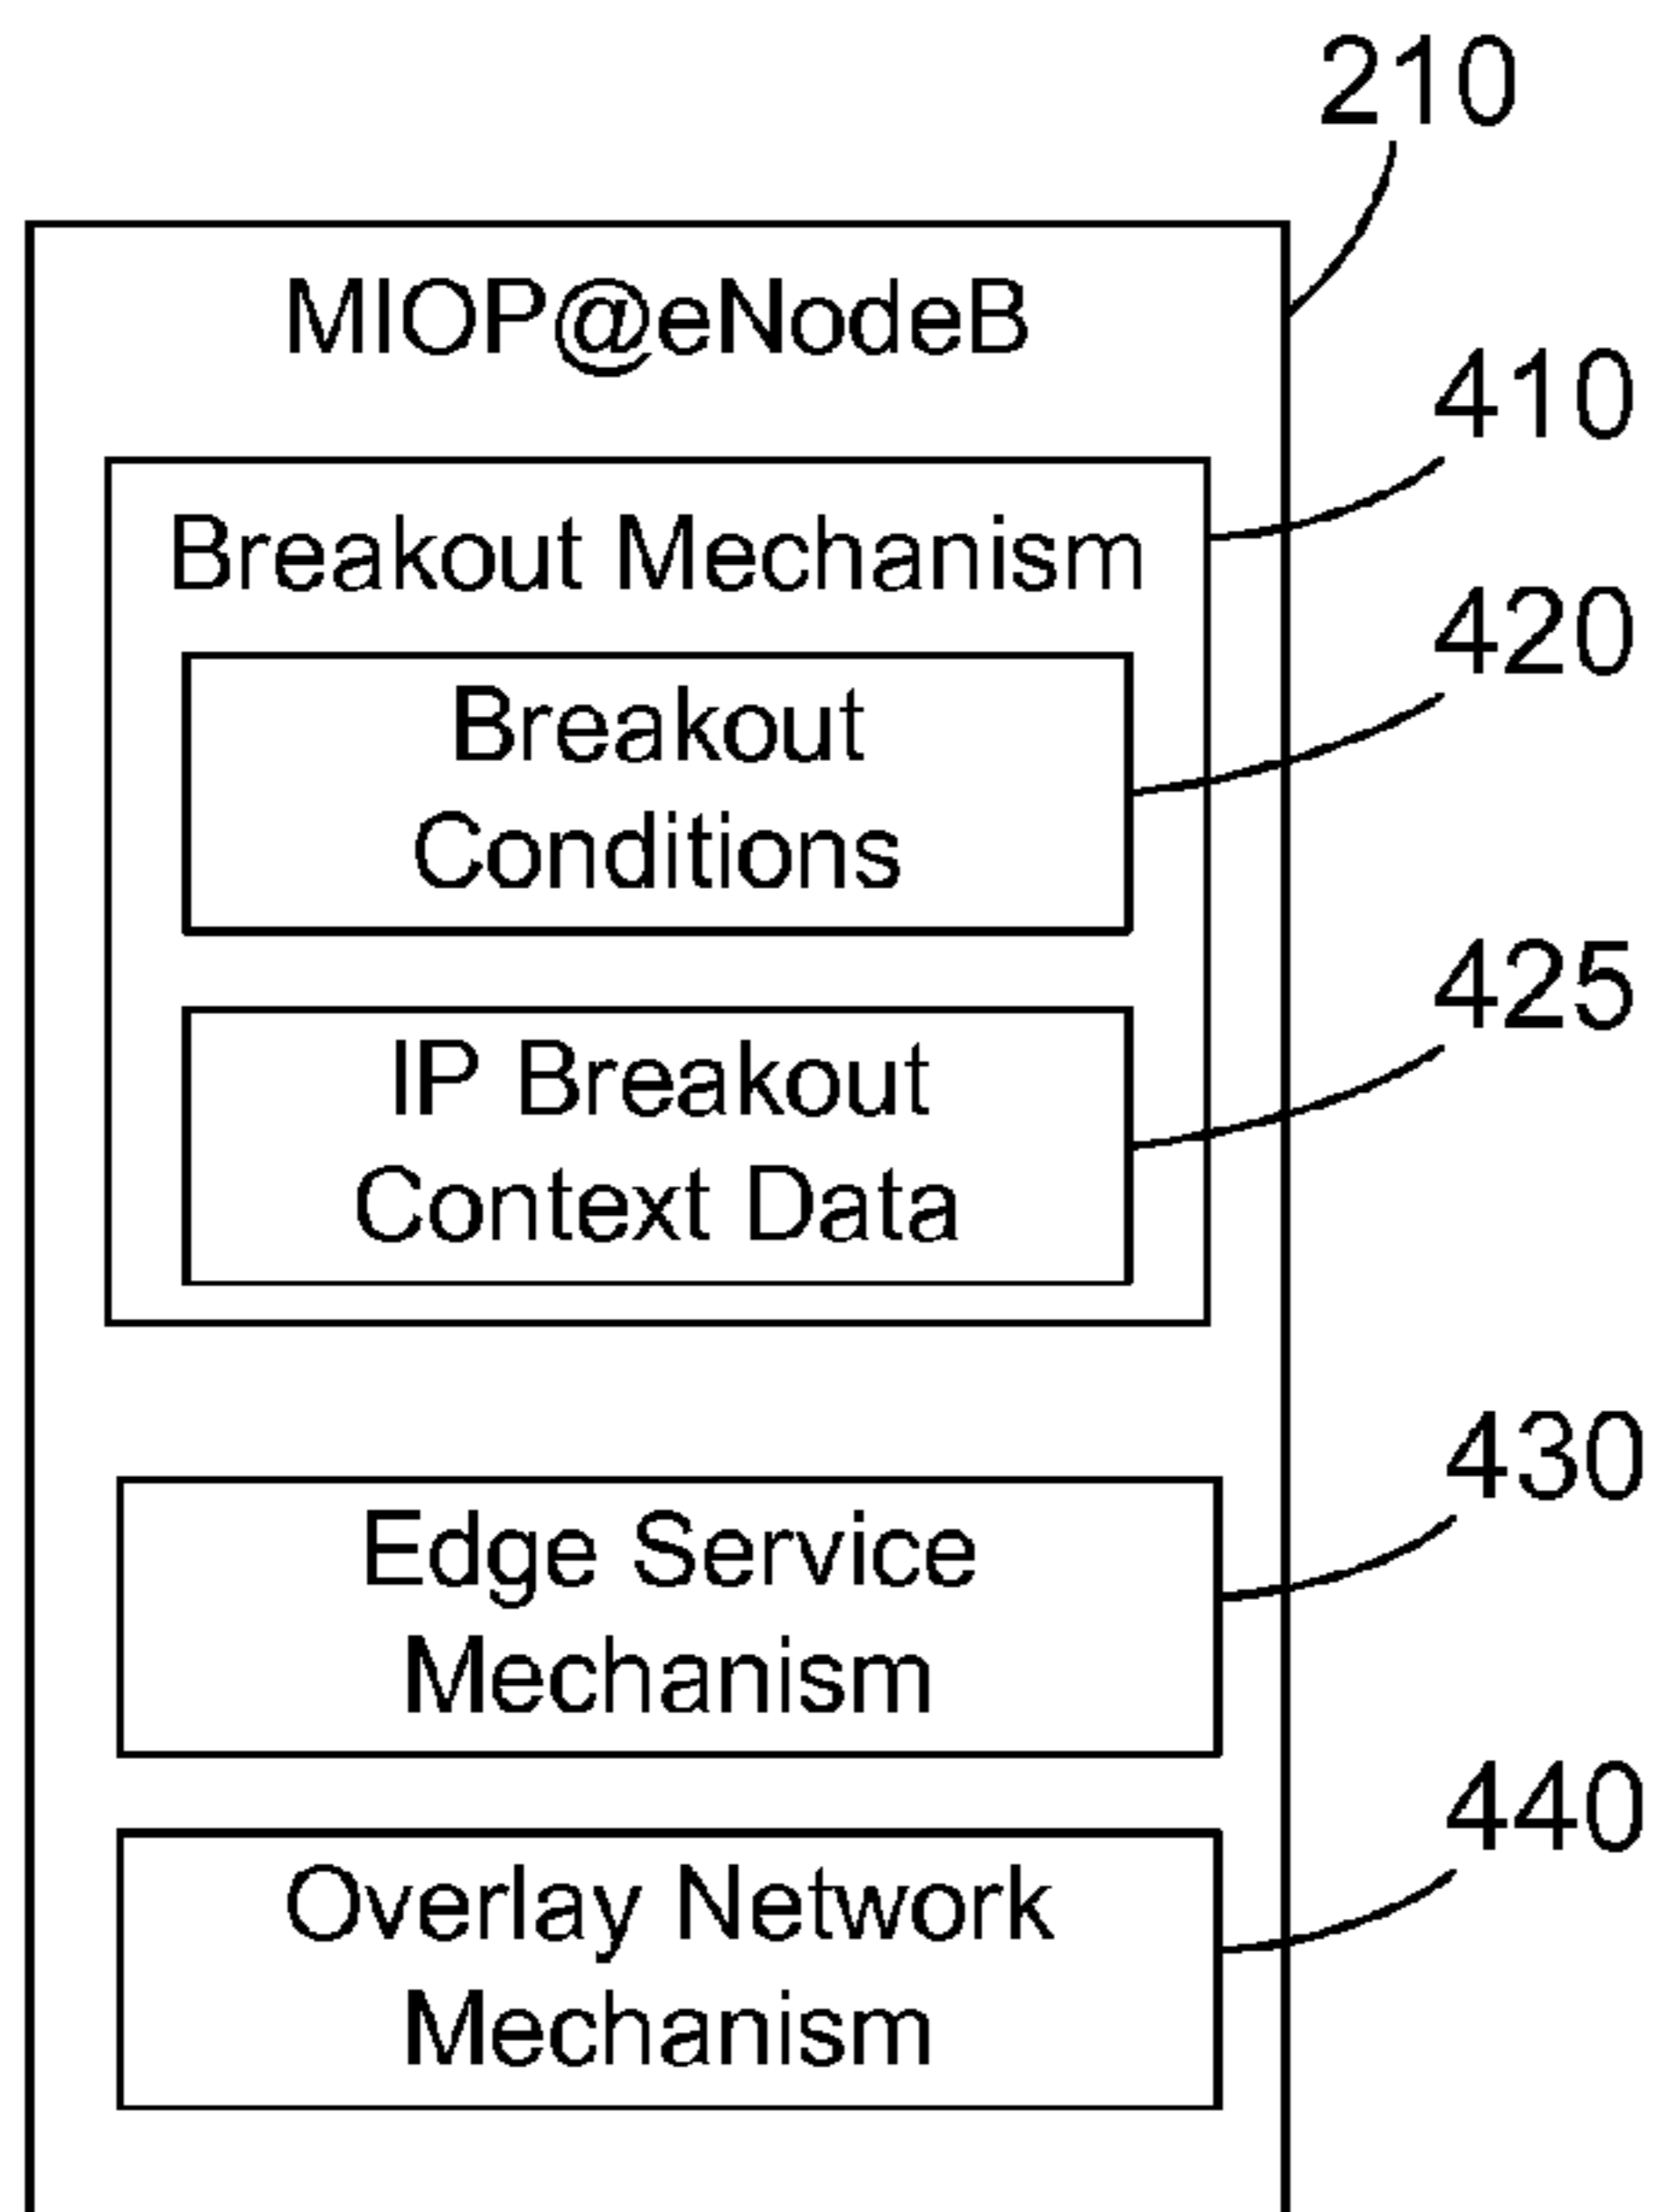 210
MIOP@eNodeB
410
Breakout Mechanism
420
Breakout
Conditions
425
IP Breakout
Context Data
430
Edge Service
Mechanism
440
Overlay Network
Mechanism